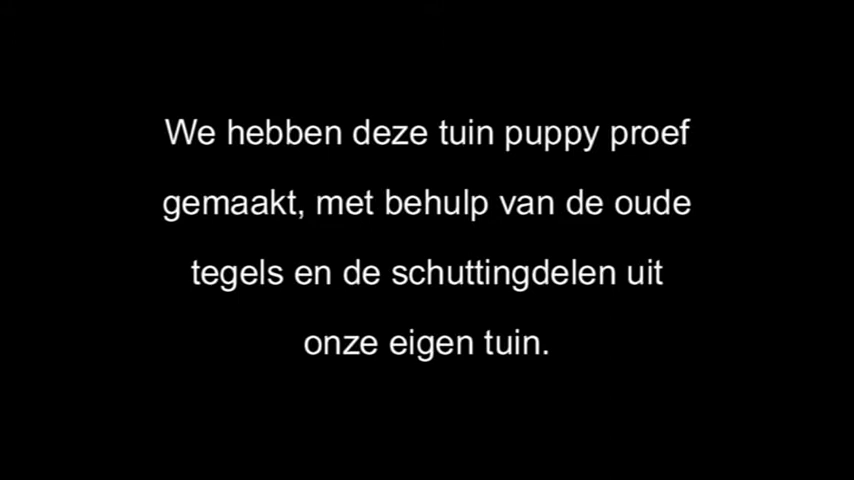 We hebben deze tuin puppy proef
gemaakt, met behulp van de oude
tegels en de schuttingdelen uit
onze eigen tuin.